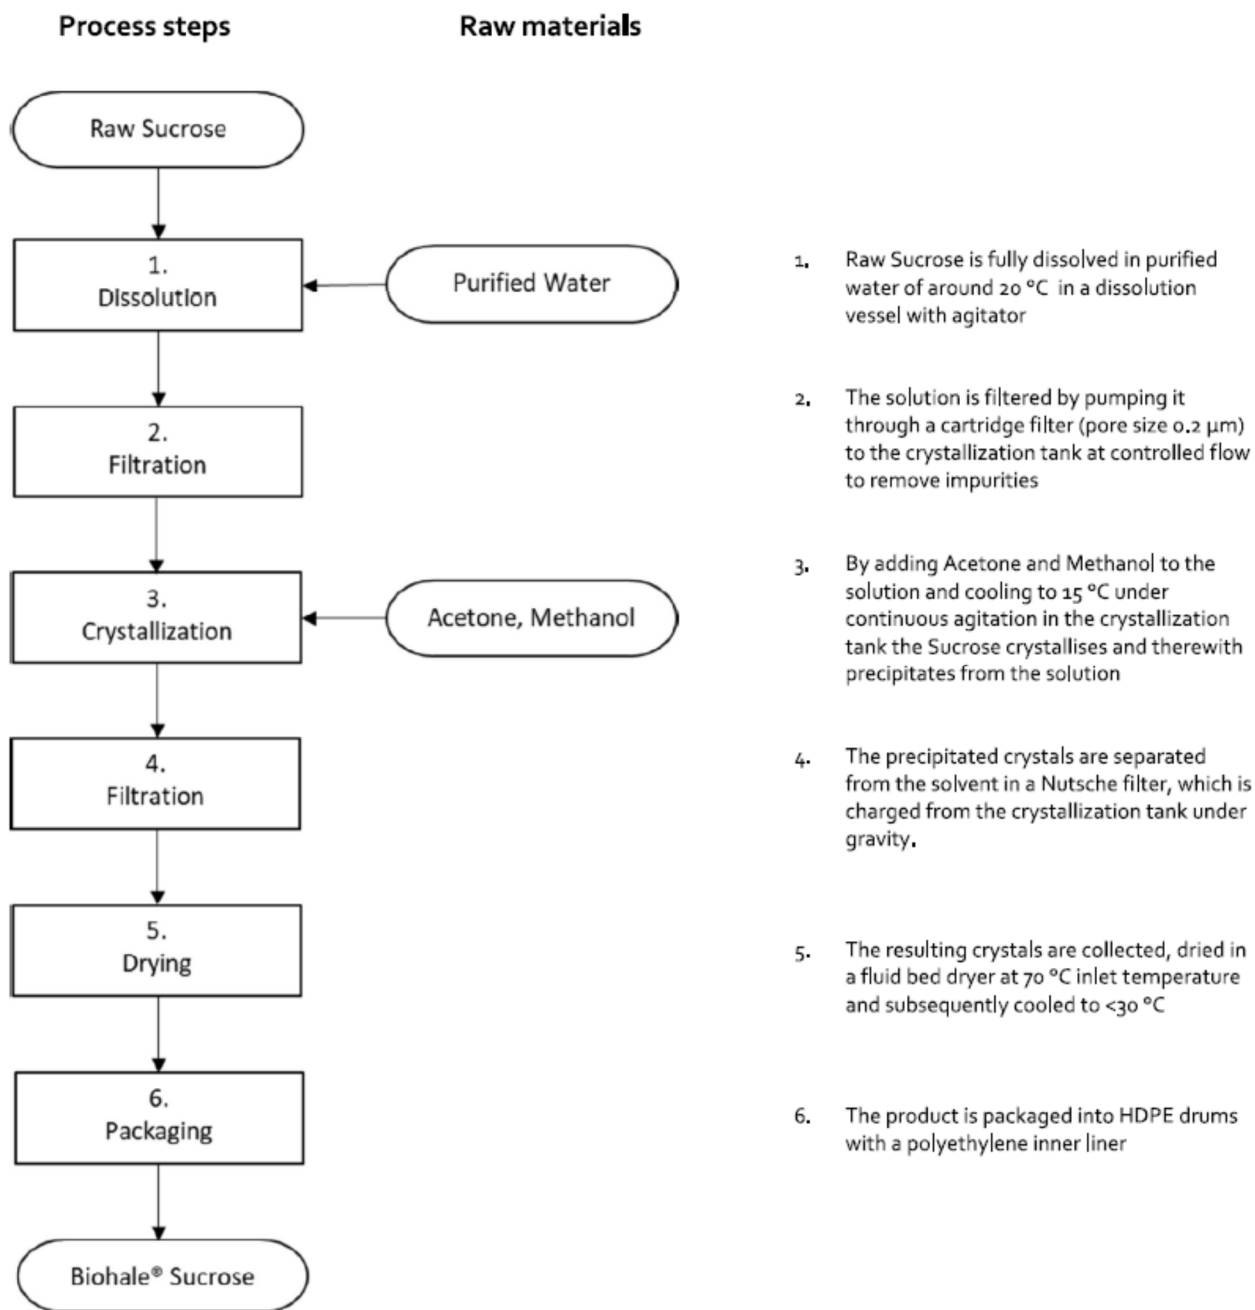 Process steps
Raw materials
Raw Sucrose
1.
Dissolution
Purified Water
1. Raw Sucrose is fully dissolved in purified
water of around 20 °C in a dissolution
vessel with agitator
2.
Filtration
2. The solution is filtered by pumping it
through a cartridge filter (pore size 0.2 µm)
to the crystallization tank at controlled flow
to remove impurities
3.
Crystallization
Acetone, Methanol
3. By adding Acetone and Methanol to the
solution and cooling to 15 °C under
continuous agitation in the crystallization
tank the Sucrose crystallises and therewith
precipitates from the solution
4.
Filtration
4. The precipitated crystals are separated
from the solvent in a Nutsche filter, which is
charged from the crystallization tank under
gravity.
5.
Drying
5. The resulting crystals are collected, dried in
a fluid bed dryer at 70 °C inlet temperature
and subsequently cooled to <30 °C
6.
Packaging
6. The product is packaged into HDPE drums
with a polyethylene inner liner
Biohale® Sucrose